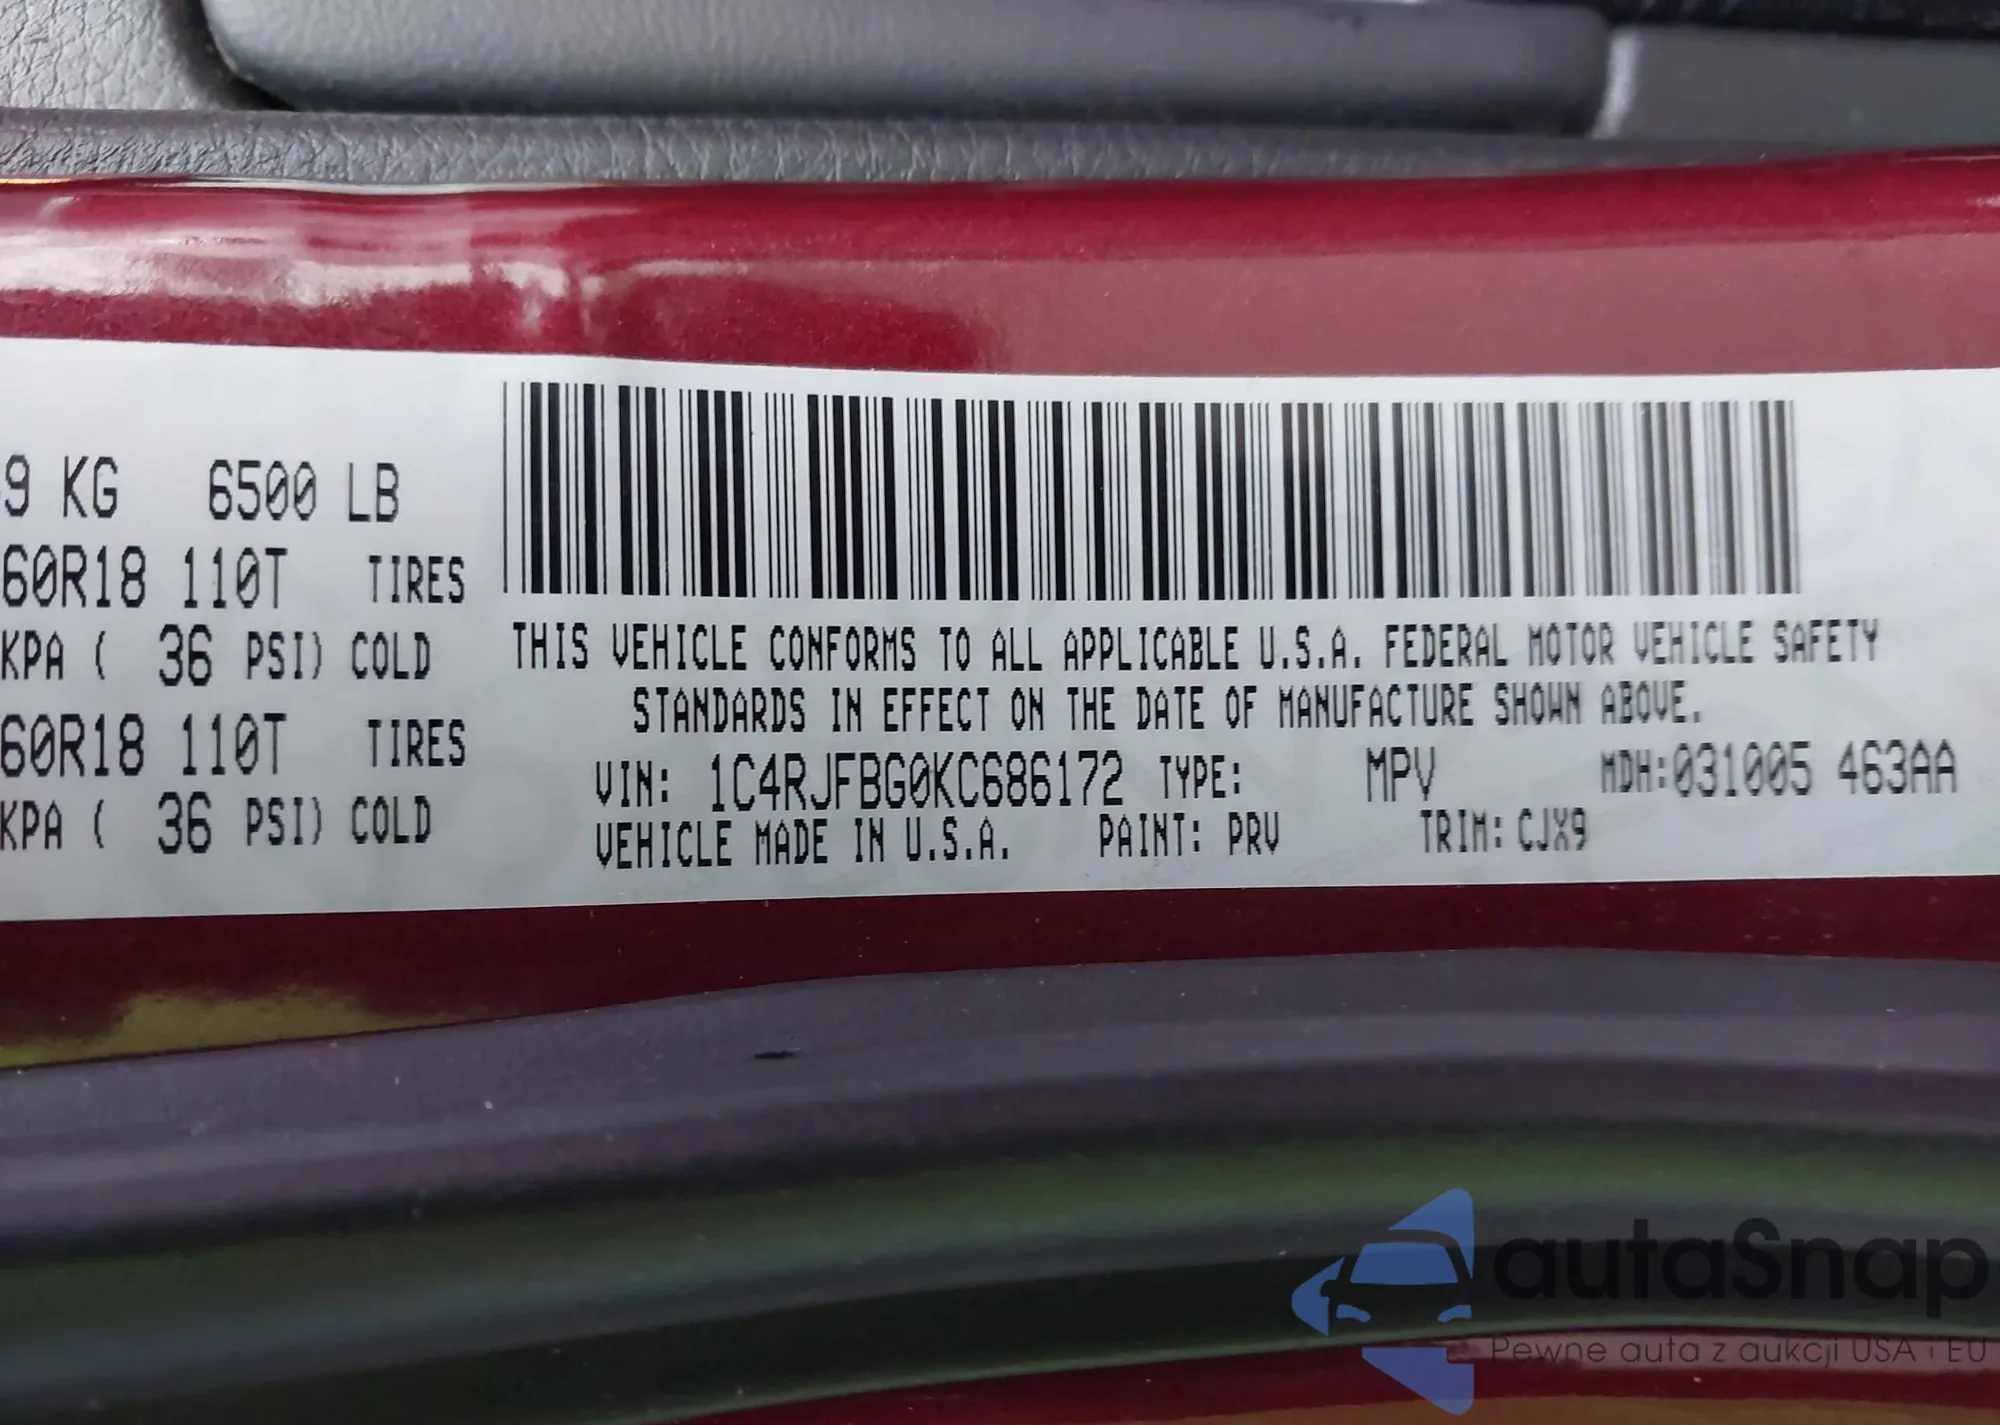 9 KG 6500 LB
60R18 110T TIRES
KPA ( 36 PSI) COLD
60R18 110T TIRES
KPA ( 36 PSI) COLD
THIS VEHICLE CONFORMS TO ALL APPLICABLE U.S.A. FEDERAL MOTOR VEHICLE SAFETY
STANDARDS IN EFFECT ON THE DATE OF MANUFACTURE SHOWN ABOVE.
VIN: 1C4RJFBG0KC686172 TYPE: MPV MDH:031005 463AA
VEHICLE MADE IN U.S.A. PAINT: PRV TRIM: CJX9
autaSnap
Pewne auta z aukcji USA i EU